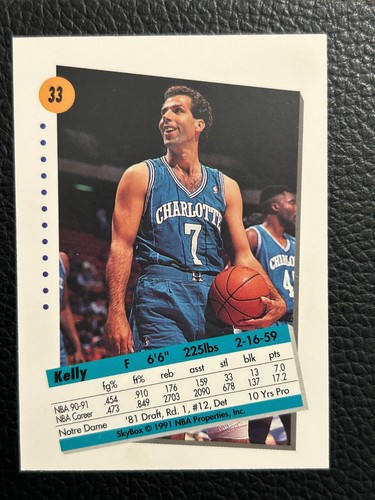 33
CHARLOTTE
7
CHARLO
4
Kelly F 6'6" 225lbs 2-16-59
fg% ft% reb asst stl blk pts
NBA 90-91 .454 .910 176 159 33 13 7.0
NBA Career .473 .849 2703 2090 678 137 17.2
Notre Dame '81 Draft, Rd. 1, #12, Det 10 Yrs Pro
SkyBox © 1991 NBA Properties, Inc.